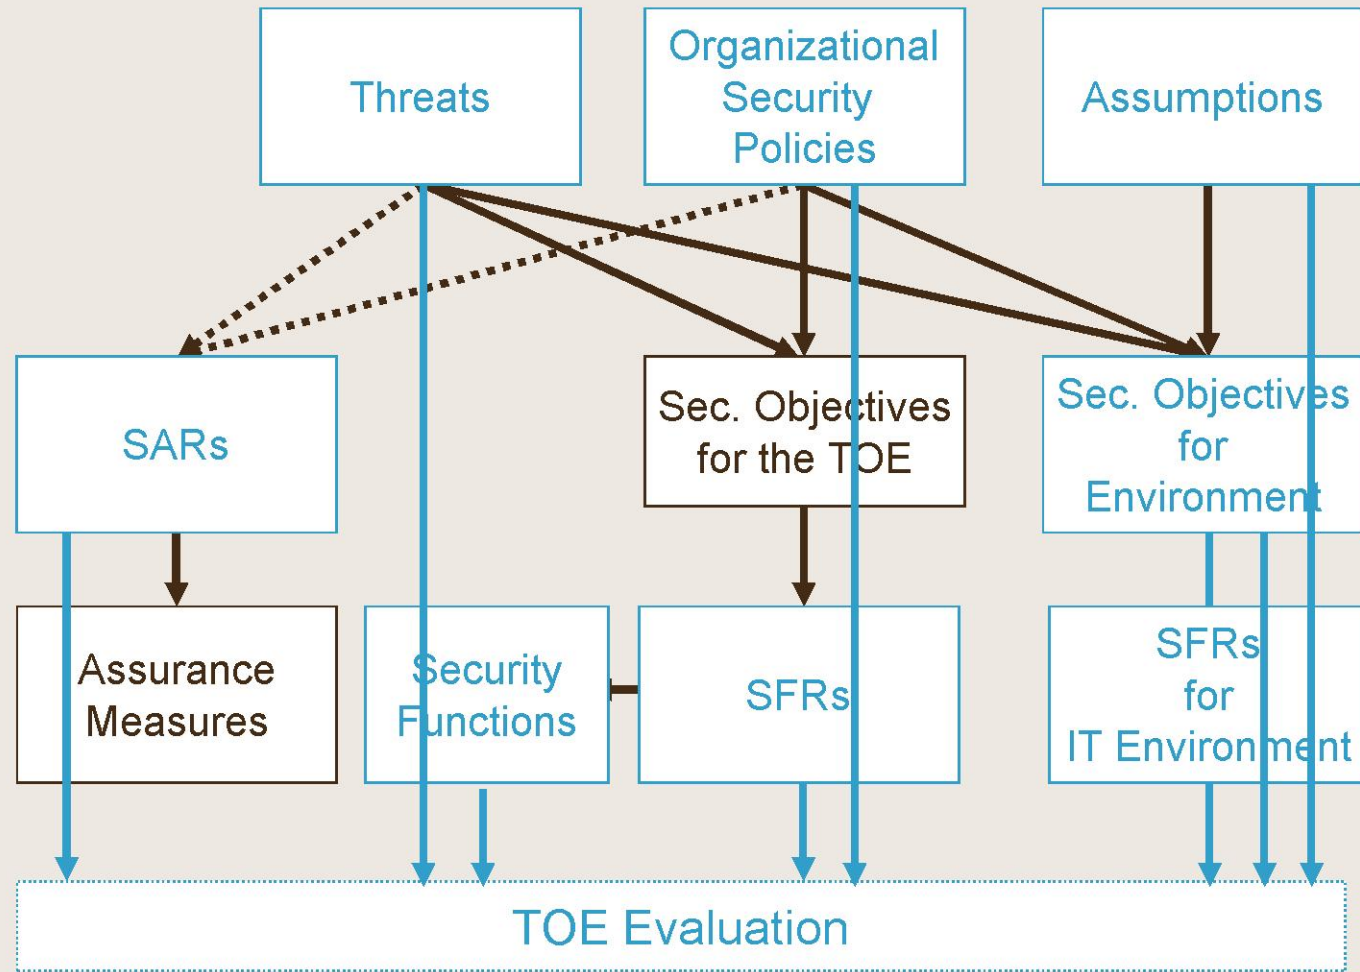 Threats
Organizational
Security
Policies
Assumptions
SARs
Sec. Objectives
for the TOE
Sec. Objectives
for
Environment
Assurance
Measures
Security
Functions
SFRs
SFRs
for
IT Environment
TOE Evaluation